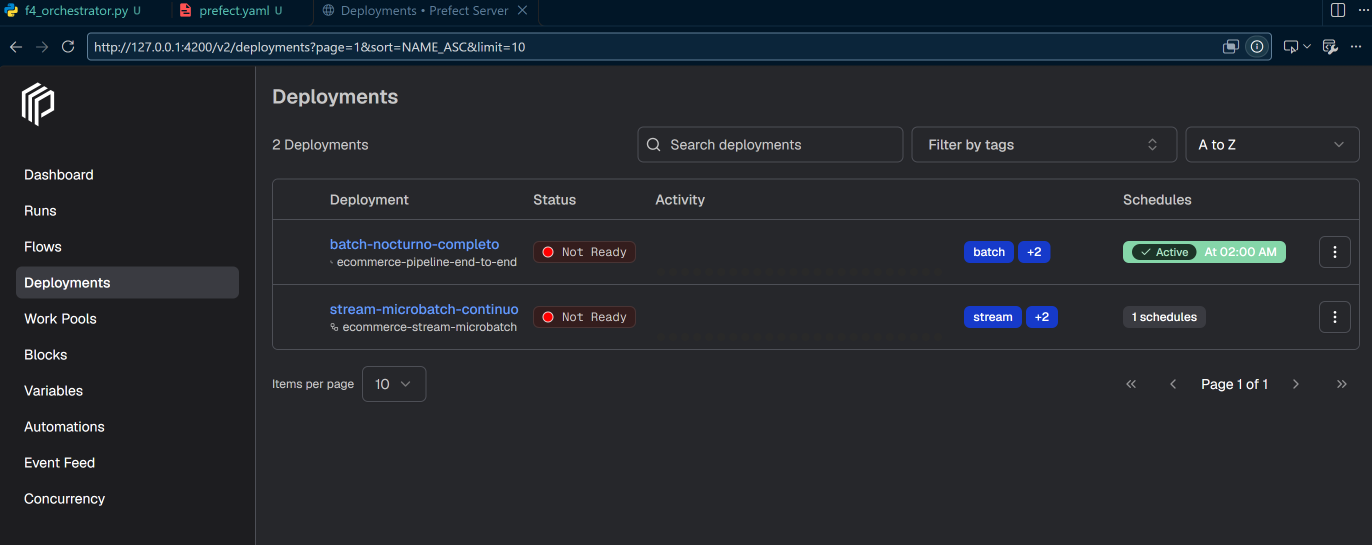 f4_orchestrator.py U prefect.yaml U Deployments • Prefect Server
http://127.0.0.1:4200/v2/deployments?page=1&sort=NAME_ASC&limit=10
Deployments
2 Deployments Search deployments Filter by tags A to Z
Dashboard
Runs
Flows
Deployments
Work Pools
Blocks
Variables
Automations
Event Feed
Concurrency
Deployment Status Activity Schedules
batch-nocturno-completo
ecommerce-pipeline-end-to-end
Not Ready batch +2 Active At 02:00 AM
stream-microbatch-continuo
ecommerce-stream-microbatch
Not Ready stream +2 1 schedules
Items per page 10 Page 1 of 1